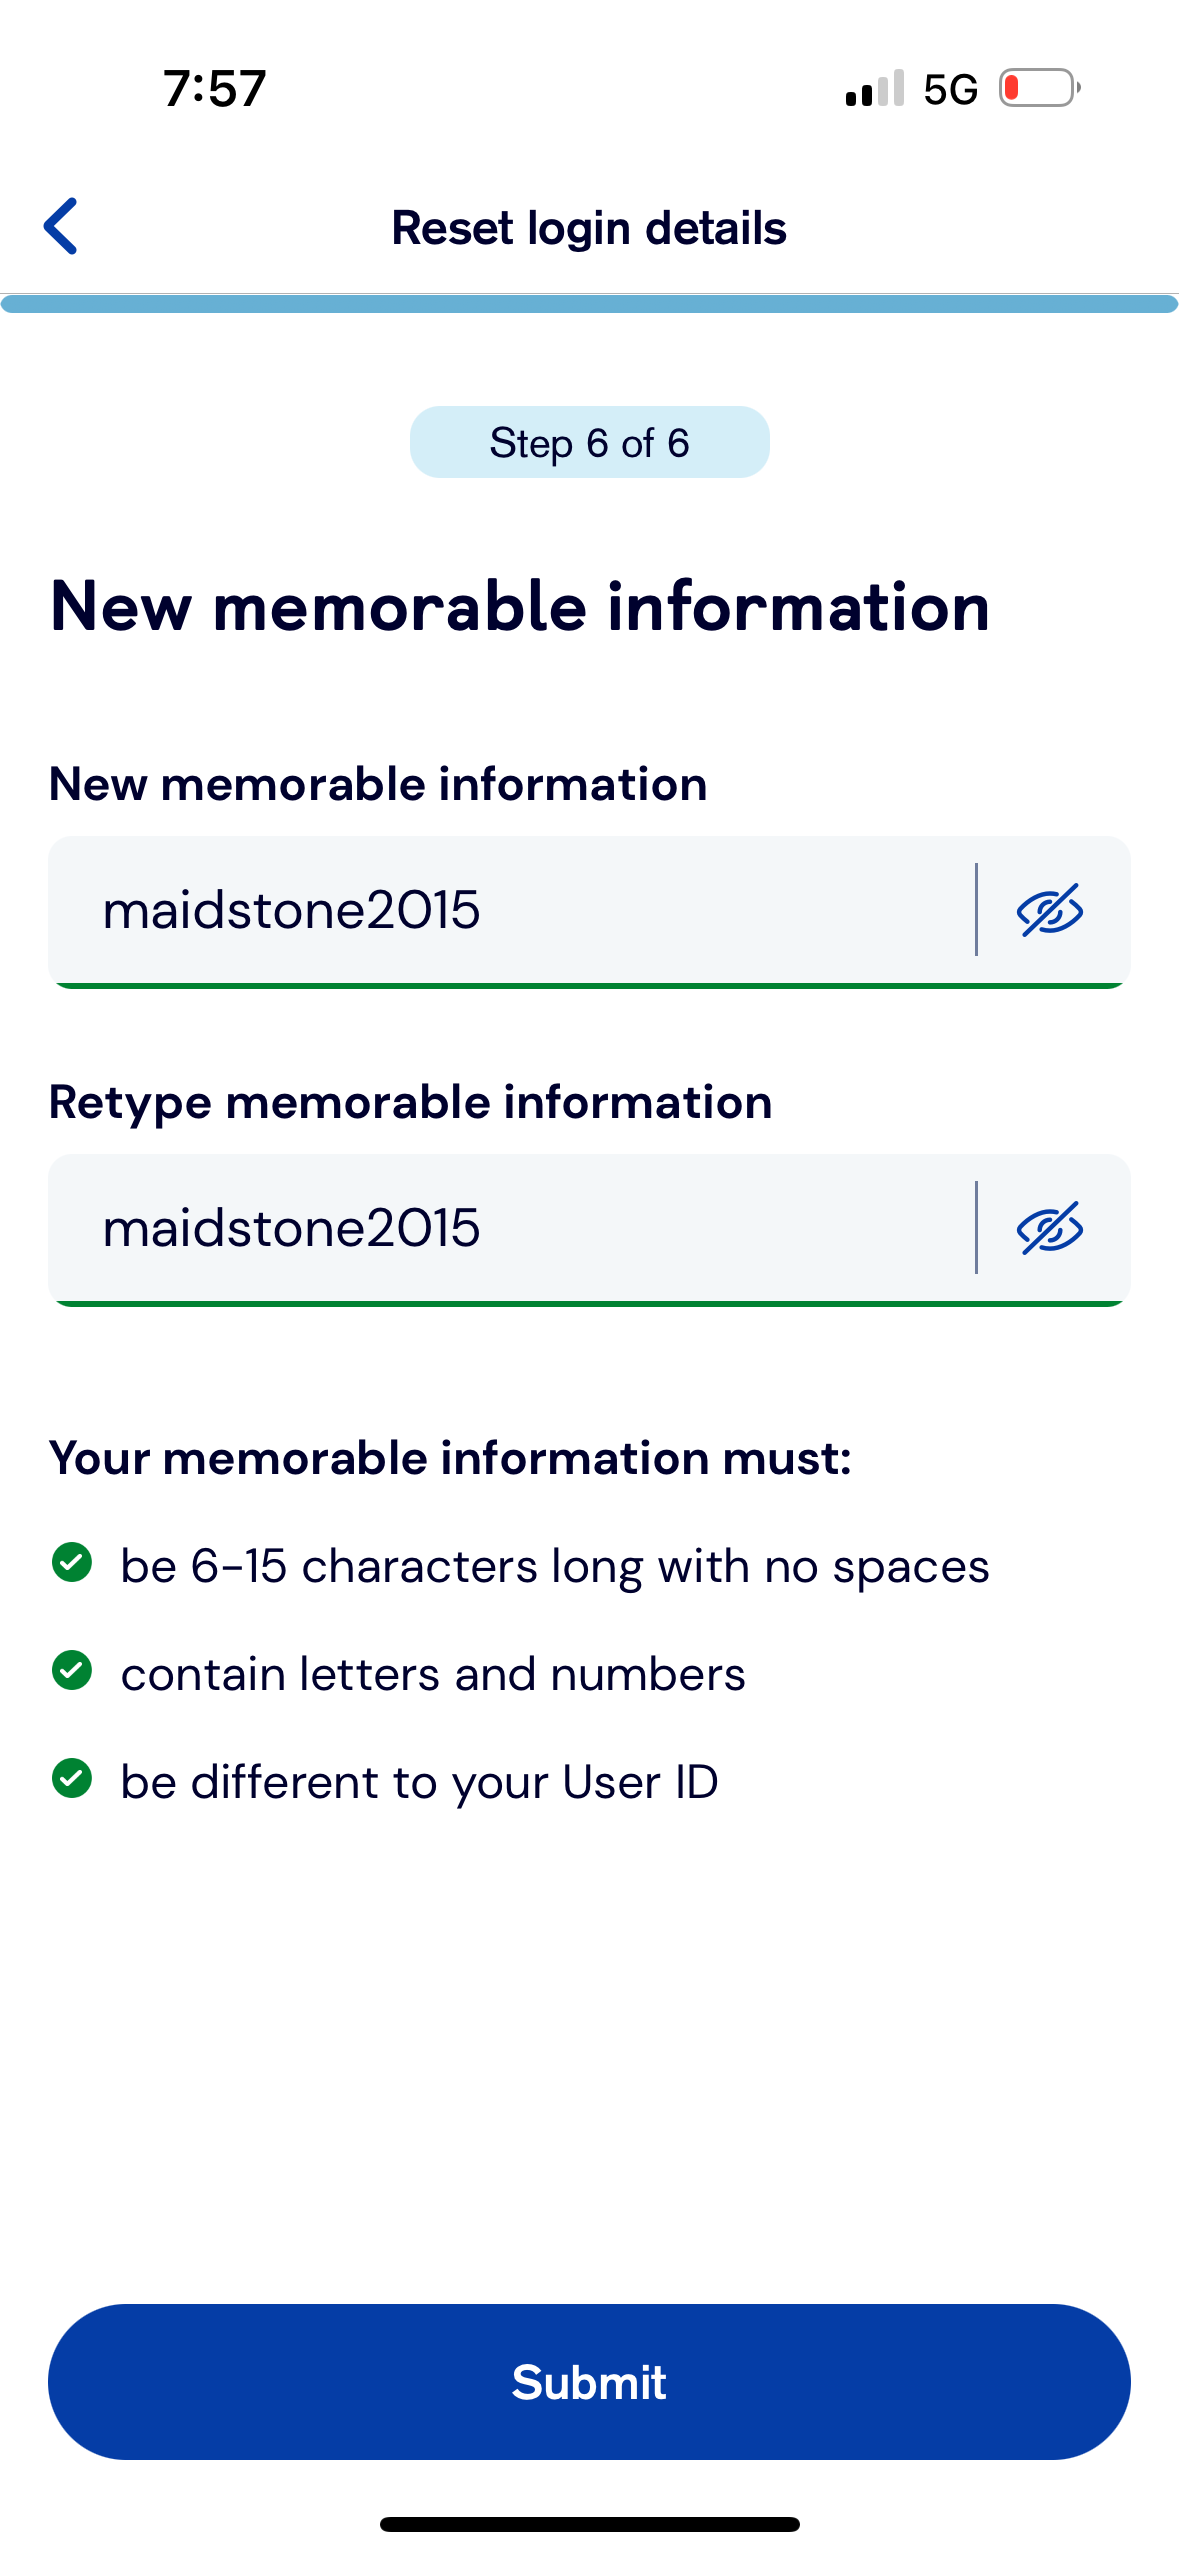 7:57
5G
Reset login details
Step 6 of 6
New memorable information
New memorable information
maidstone2015
Retype memorable information
maidstone2015
Your memorable information must:
be 6-15 characters long with no spaces
contain letters and numbers
be different to your User ID
Submit